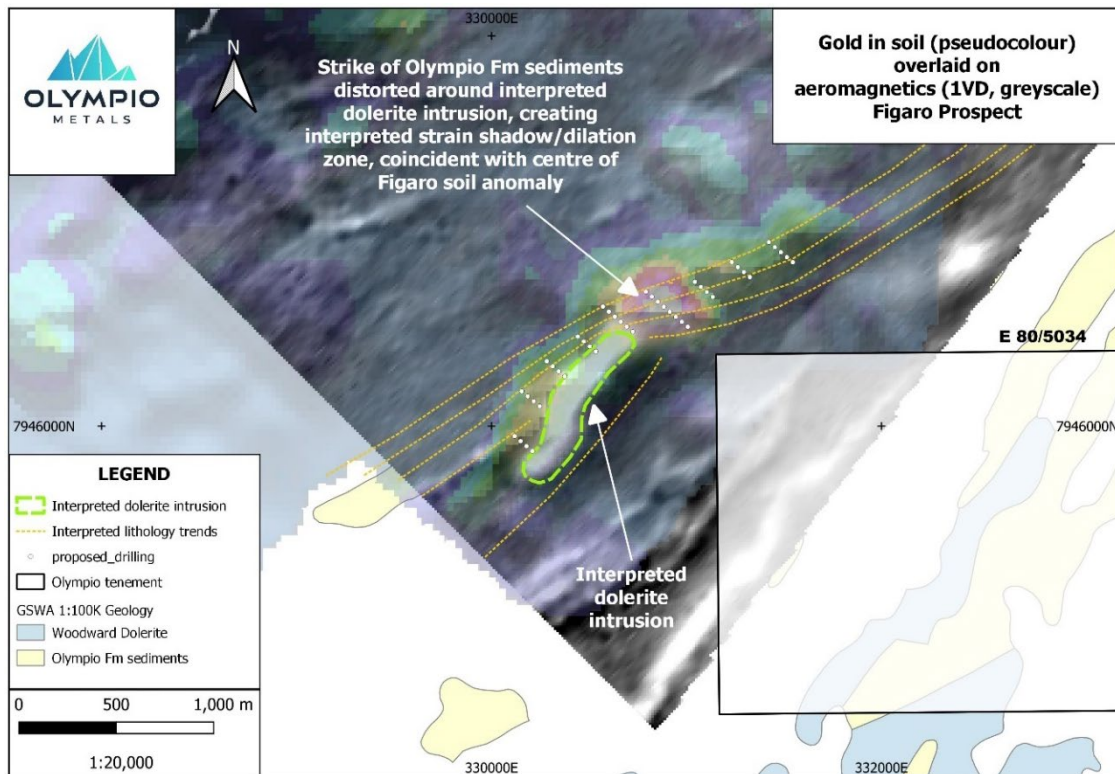 OLYMPIO
METALS
N
330000E
Strike of Olympio Fm sediments
distorted around interpreted
dolerite intrusion, creating
interpreted strain shadow/dilation
zone, coincident with centre of
Figaro soil anomaly
Gold in soil (pseudocolour)
overlaid on
aeromagnetics (1VD, greyscale)
Figaro Prospect
E 80/5034
7946000N
7946000N
Interpreted
dolerite
intrusion
LEGEND
Interpreted dolerite intrusion
Interpreted lithology trends
proposed_drilling
Olympio tenement
GSWA 1:100K Geology
Woodward Dolerite
Olympio Fm sediments
0 500 1,000 m
1:20,000
330000E
332000E